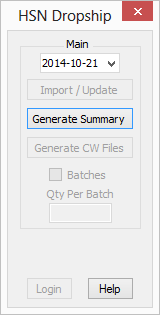 HSN Dropship
Main
2014-10-21
Import / Update
Generate Summary
Generate CW Files
Batches
Qty Per Batch
Login
Help